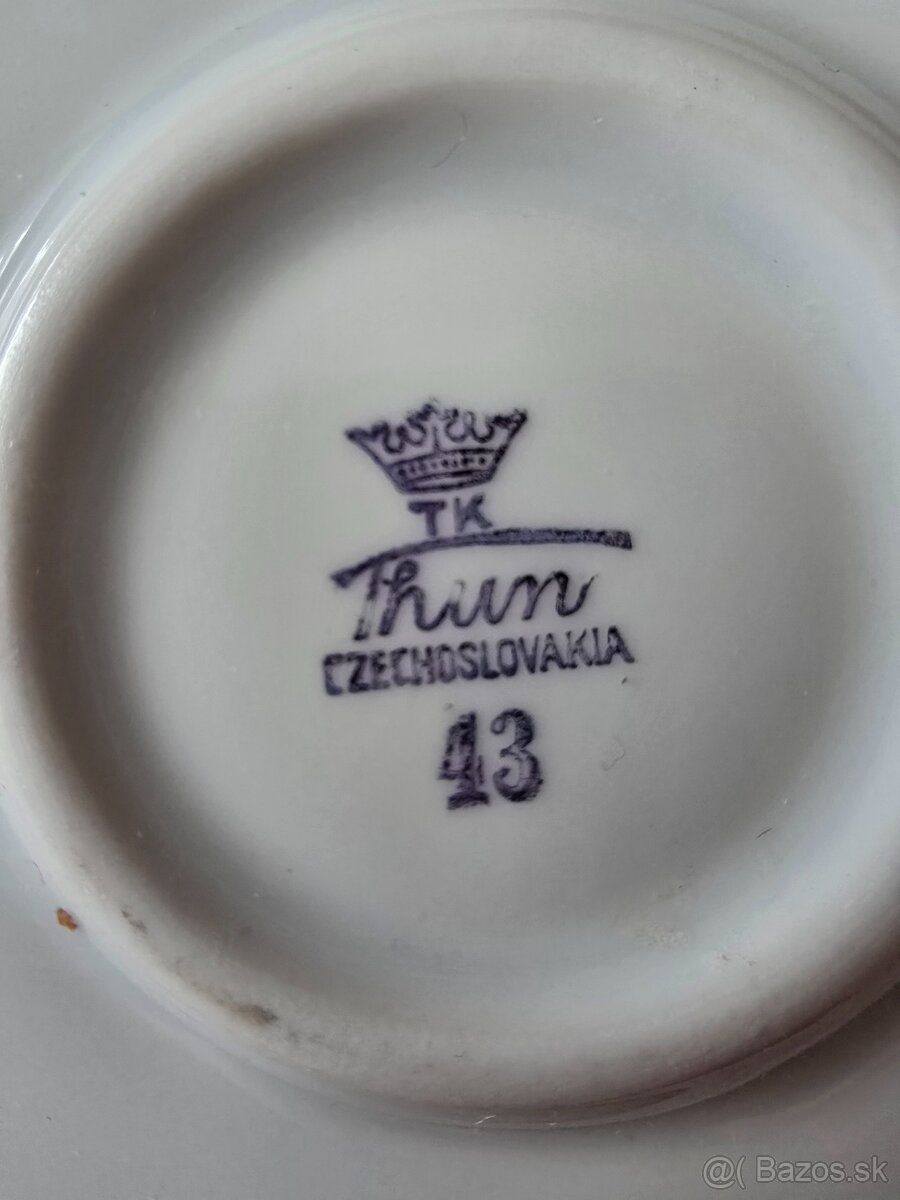 TK
Thun
CZECHOSLOVAKIA
43
@( Bazos.sk